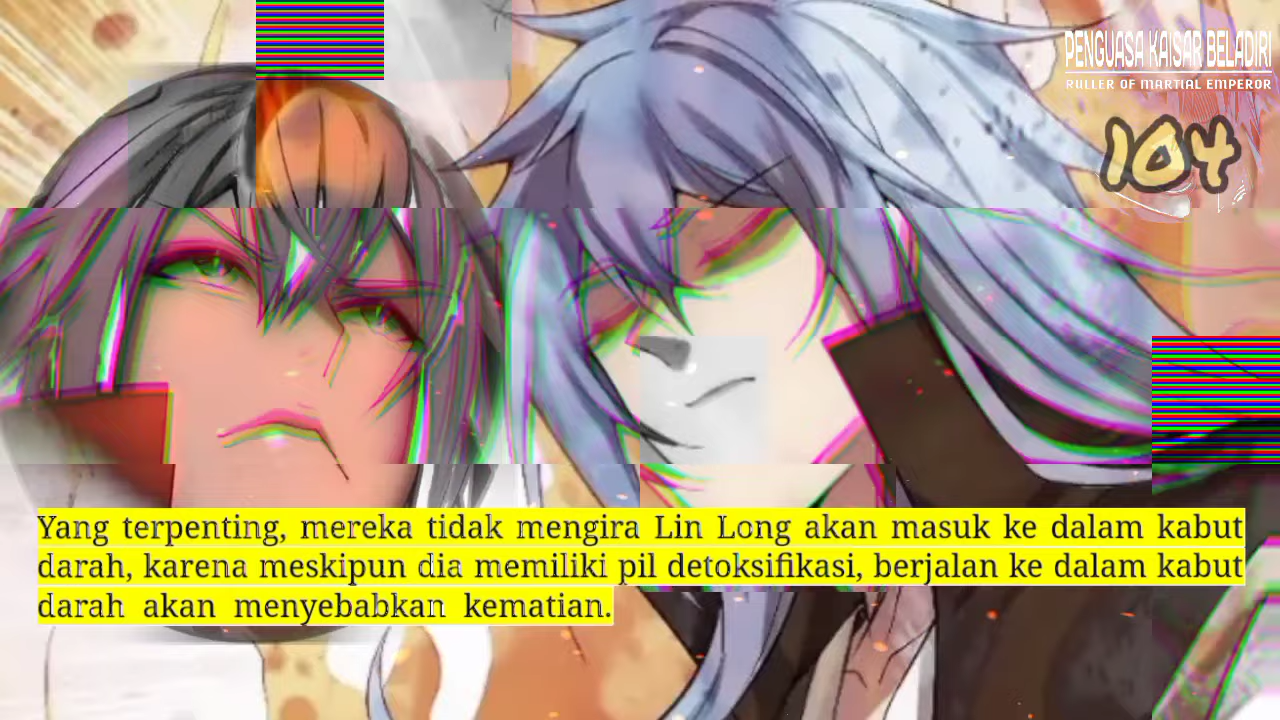 PENGUASA KAISAR BELADIRI
RULLER OF MARTIAL EMPEROR
104
Yang terpenting, mereka tidak mengira Lin Long akan masuk ke dalam kabut
darah, karena meskipun dia memiliki pil detoksifikasi, berjalan ke dalam kabut
darah akan menyebabkan kematian.